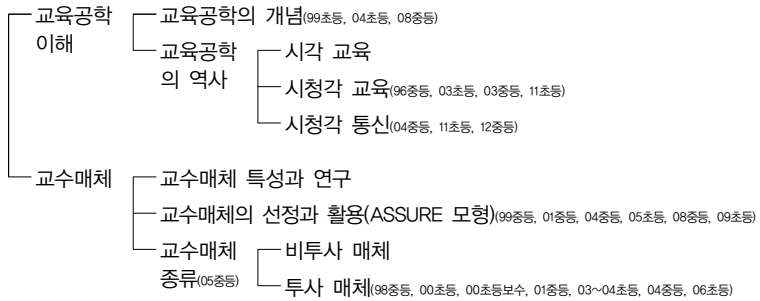 교육공학 이해
교육공학의 개념(99초등, 04초등, 08중등)
교육공학의 역사
시각 교육
시청각 교육(96중등, 03초등, 03중등, 11초등)
시청각 통신(04중등, 11초등, 12중등)
교수매체
교수매체 특성과 연구
교수매체의 선정과 활용(ASSURE 모형)(99중등, 01중등, 04중등, 05초등, 08중등, 09초등)
교수매체 종류(05중등)
비투사 매체
투사 매체(98중등, 00초등, 00초등보수, 01중등, 03~04초등, 04중등, 06초등)